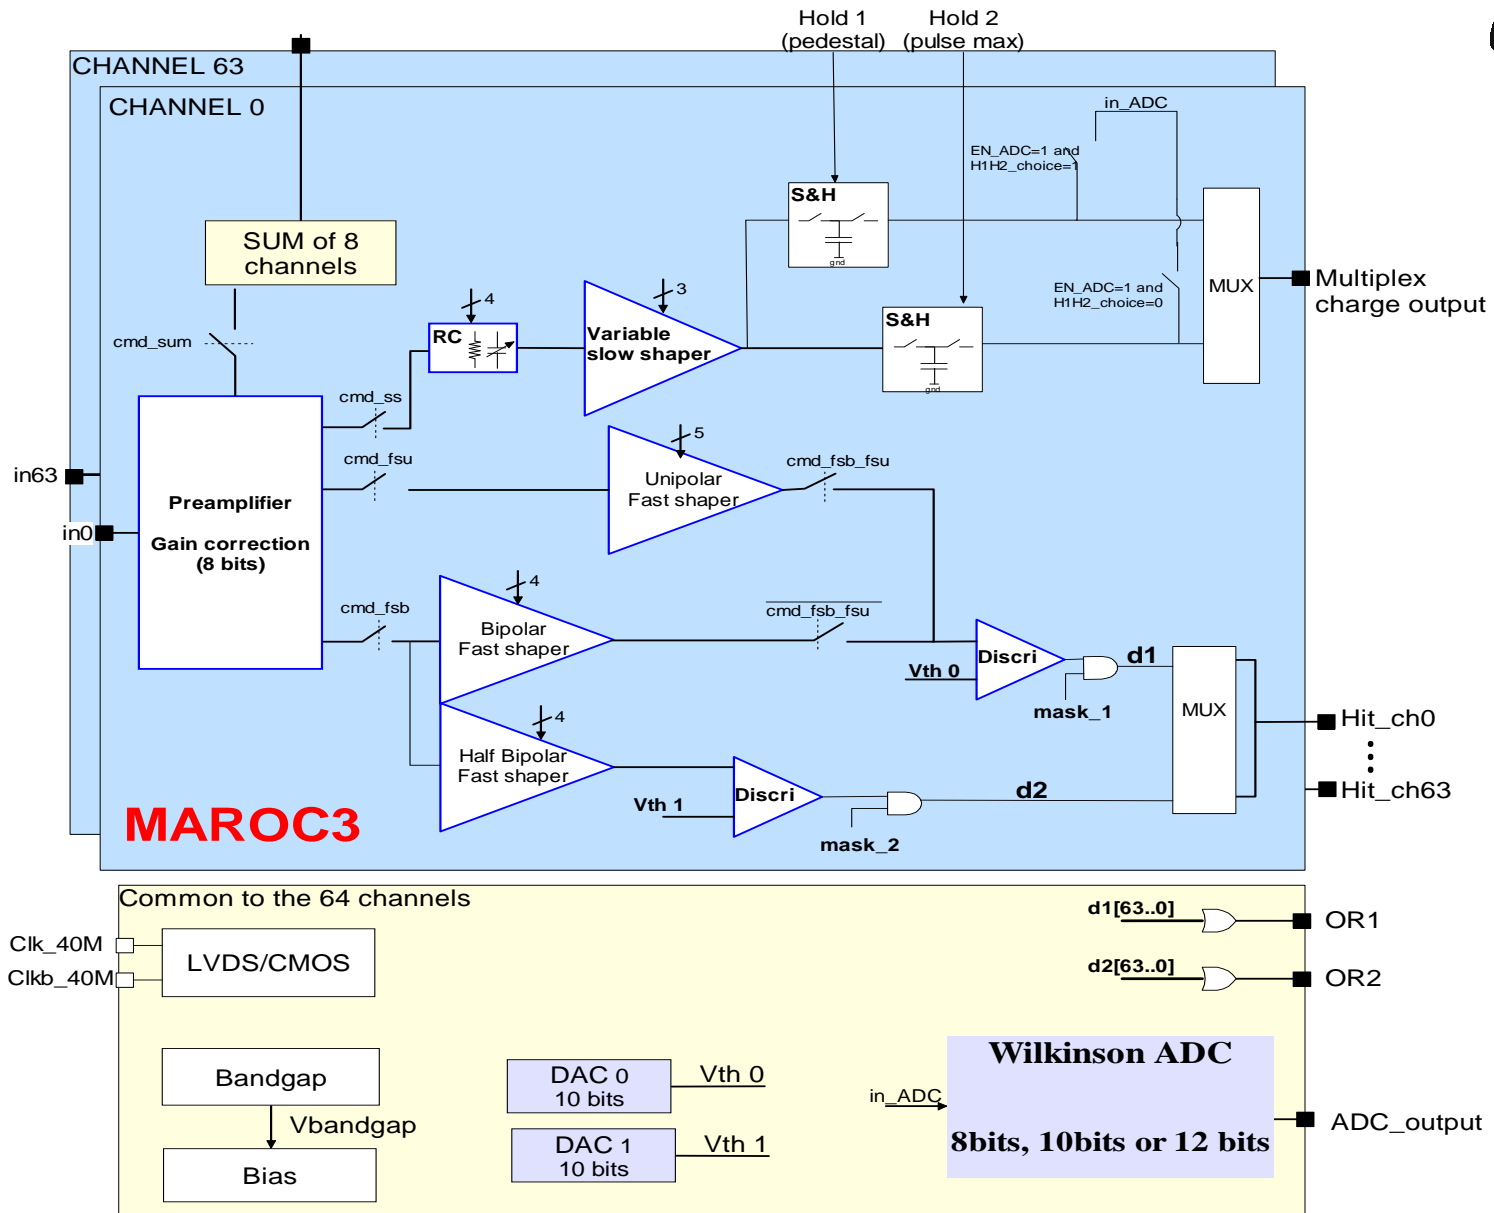 Hold 1
(pedestal)
Hold 2
(pulse max)
CHANNEL 63
CHANNEL 0
in_ADC
EN_ADC=1 and
H1H2_choice=1
S&H
gnd
SUM of 8
channels
MUX
Multiplex
charge output
EN_ADC=1 and
H1H2_choice=0
4
3
RC
Variable
slow shaper
S&H
gnd
cmd_sum
cmd_ss
cmd_fsu
5
Unipolar
Fast shaper
cmd_fsb_fsu
in63
in0
Preamplifier
Gain correction
(8 bits)
cmd_fsb
4
Bipolar
Fast shaper
cmd_fsb_fsu
Vth 0
Discri
d1
mask_1
MUX
Hit_ch0
Hit_ch63
4
Half Bipolar
Fast shaper
Vth 1
Discri
d2
mask_2
MAROC3
Common to the 64 channels
Clk_40M
Clkb_40M
LVDS/CMOS
d1[63..0]
OR1
d2[63..0]
OR2
Bandgap
Vbandgap
Bias
DAC 0
10 bits
Vth 0
DAC 1
10 bits
Vth 1
in_ADC
Wilkinson ADC
8bits, 10bits or 12 bits
ADC_output